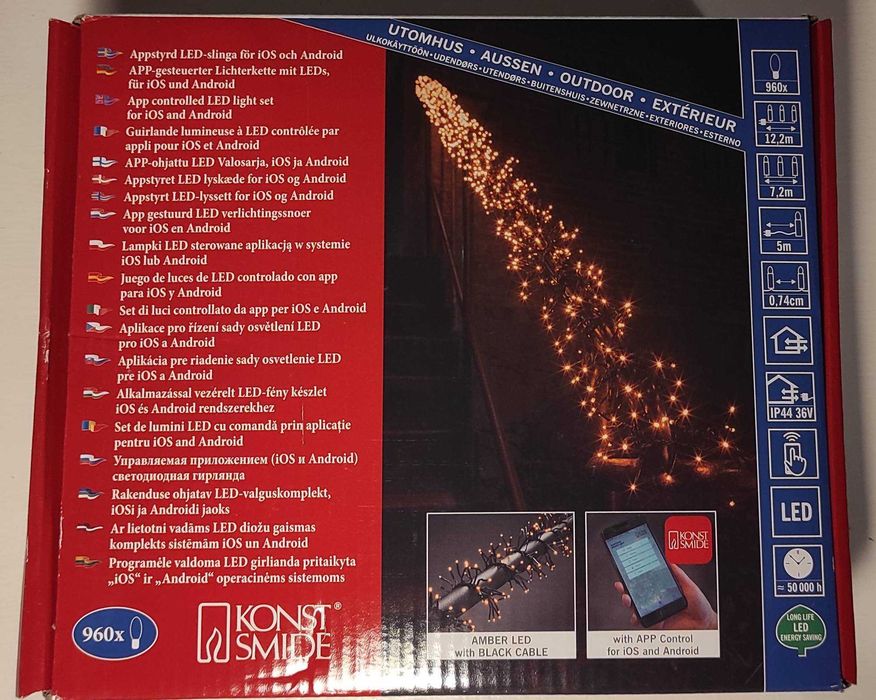 UTOMHUS • AUSSEN • OUTDOOR • EXTÉRIEUR
ULKOKÄYTTÖÖN•UDENDØRS•UTENDØRS•BUITENSHUIS•ZEWNETRZNE•EXTERIORES•ESTERNO
Appstyrd LED-slinga för iOS och Android
APP-gesteuerter Lichterkette mit LEDs,
für iOS und Android
App controlled LED light set
for iOS and Android
Guirlande lumineuse à LED contrôlée par
appli pour iOS et Android
APP-ohjattu LED Valosarja, iOS ja Android
Appstyret LED lyskæde for iOS og Android
Appstyrt LED-lyssett for iOS og Android
App gestuurd LED verlichtingssnoer
voor iOS en Android
Lampki LED sterowane aplikacją w systemie
iOS lub Android
Juego de luces de LED controlado con app
para iOS y Android
Set di luci controllato da app per iOS e Android
Aplikace pro řízení sady osvětlení LED
pro iOS a Android
Aplikácia pre riadenie sady osvetlenie LED
pre iOS a Android
Alkalmazással vezérelt LED-fény készlet
iOS és Android rendszerekhez
Set de lumini LED cu comandă prin aplicație
pentru iOS and Android
Управляемая приложением (iOS и Android)
светодиодная гирлянда
Rakenduse ohjatav LED-valguskomplekt,
iOSi ja Androidi jaoks
Ar lietotni vadāms LED diožu gaismas
komplekts sistēmām iOS un Android
Programėle valdoma LED girlianda pritaikyta
„iOS“ ir „Android“ operacinėms sistemoms
960x
KONST
SMIDE®
AMBER LED
with BLACK CABLE
KONST
SMIDE
with APP Control
for iOS and Android
960x
12,2m
7,2m
5m
0,74cm
IP44 36V
LED
≈ 50 000 h
LONG LIFE
LED
ENERGY SAVING